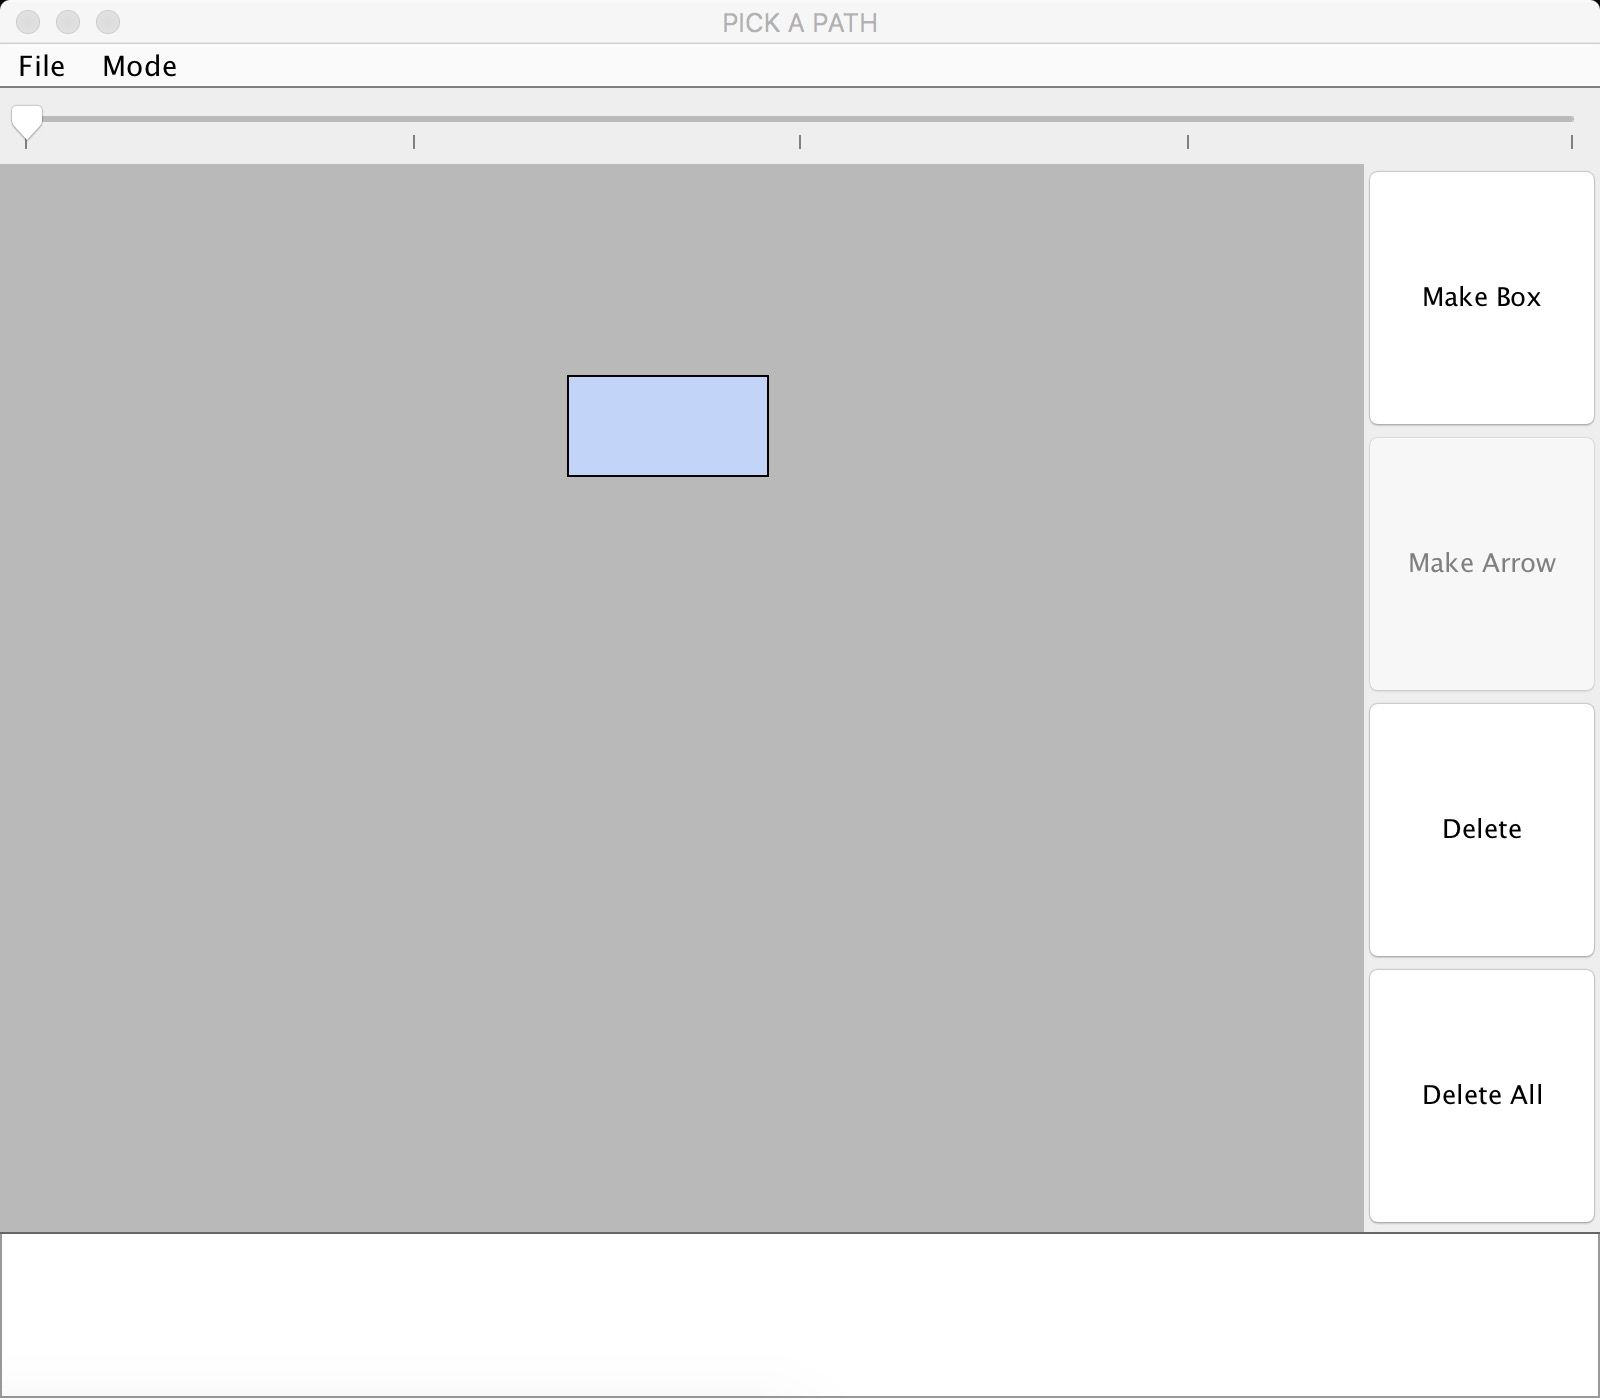 PICK A PATH
File Mode
Make Box
Make Arrow
Delete
Delete All